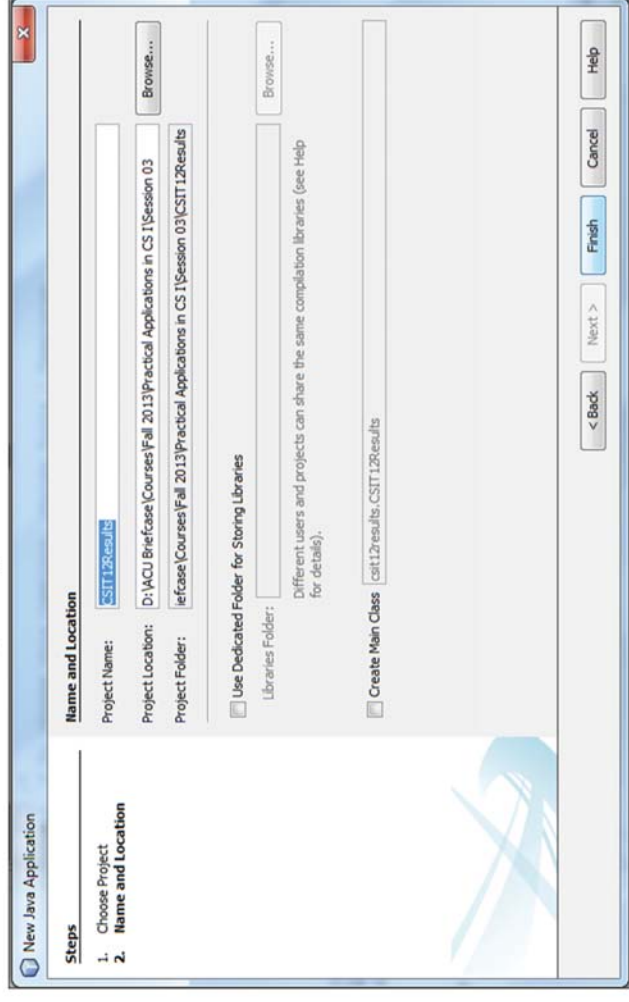 New Java Application
Steps
1. Choose Project
2. Name and Location
Name and Location
Project Name: CSIT12Results
Project Location: D:\ACU Briefcase\Courses\Fall 2013\Practical Applications in CS I\Session 03 Browse...
Project Folder: iefcase\Courses\Fall 2013\Practical Applications in CS I\Session 03\CSIT12Results
Use Dedicated Folder for Storing Libraries
Libraries Folder: Browse...
Different users and projects can share the same compilation libraries (see Help
for details).
Create Main Class csit12results.CSIT12Results
< Back Next > Finish Cancel Help